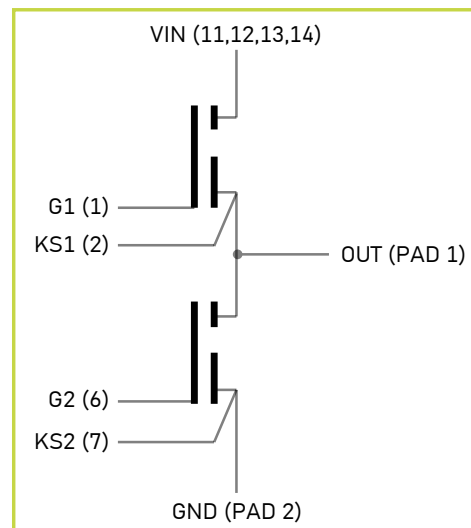 VIN (11,12,13,14)
G1 (1)
KS1 (2)
OUT (PAD 1)
G2 (6)
KS2 (7)
GND (PAD 2)